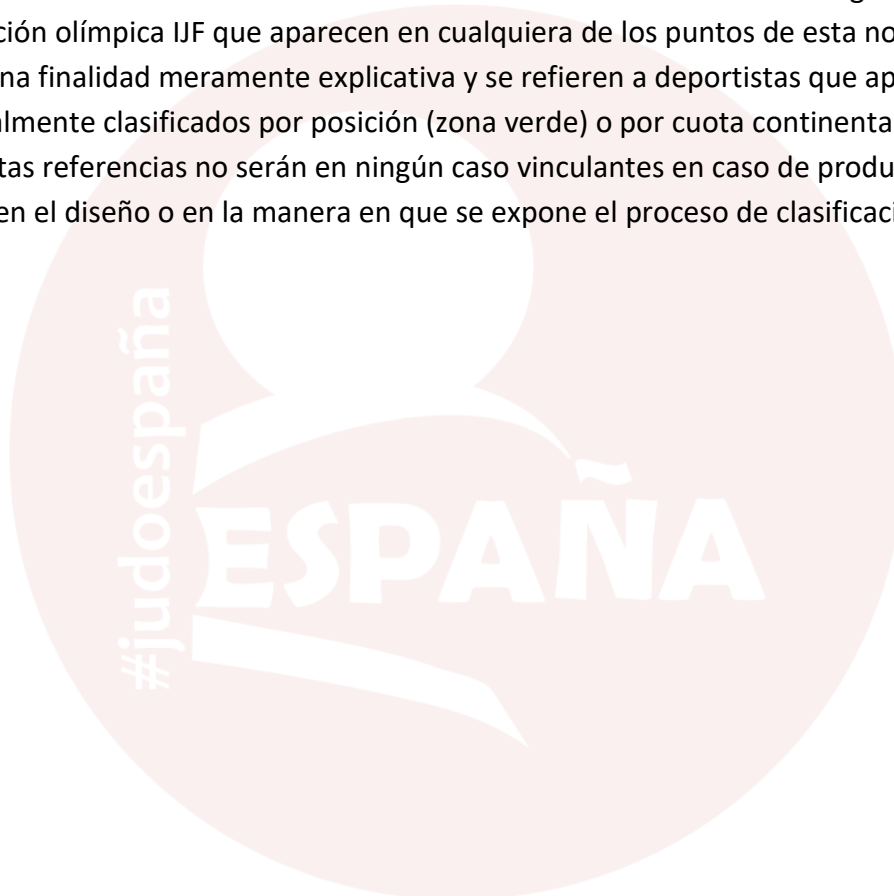 ción olímpica IJF que aparecen en cualquiera de los puntos de esta no
na finalidad meramente explicativa y se refieren a deportistas que ap
lmente clasificados por posición (zona verde) o por cuota continenta
tas referencias no serán en ningún caso vinculantes en caso de produ
en el diseño o en la manera en que se expone el proceso de clasificaci
#judoespaña
ESPAÑA